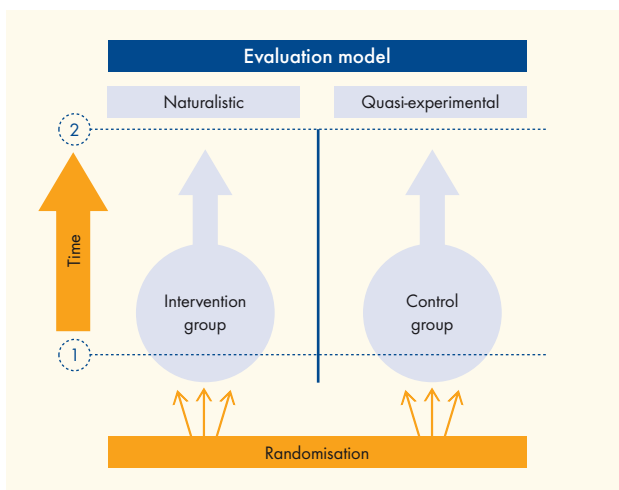 Evaluation model
Naturalistic
Quasi-experimental
2
Time
Intervention
group
Control
group
1
Randomisation